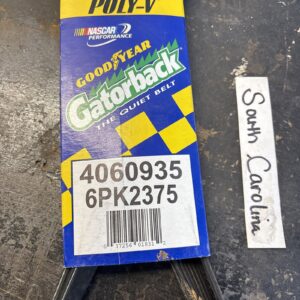 POLY-V
NASCAR
PERFORMANCE
GOODYEAR
Gatorback
THE QUIET BELT
4060935
6PK2375
South Carolina